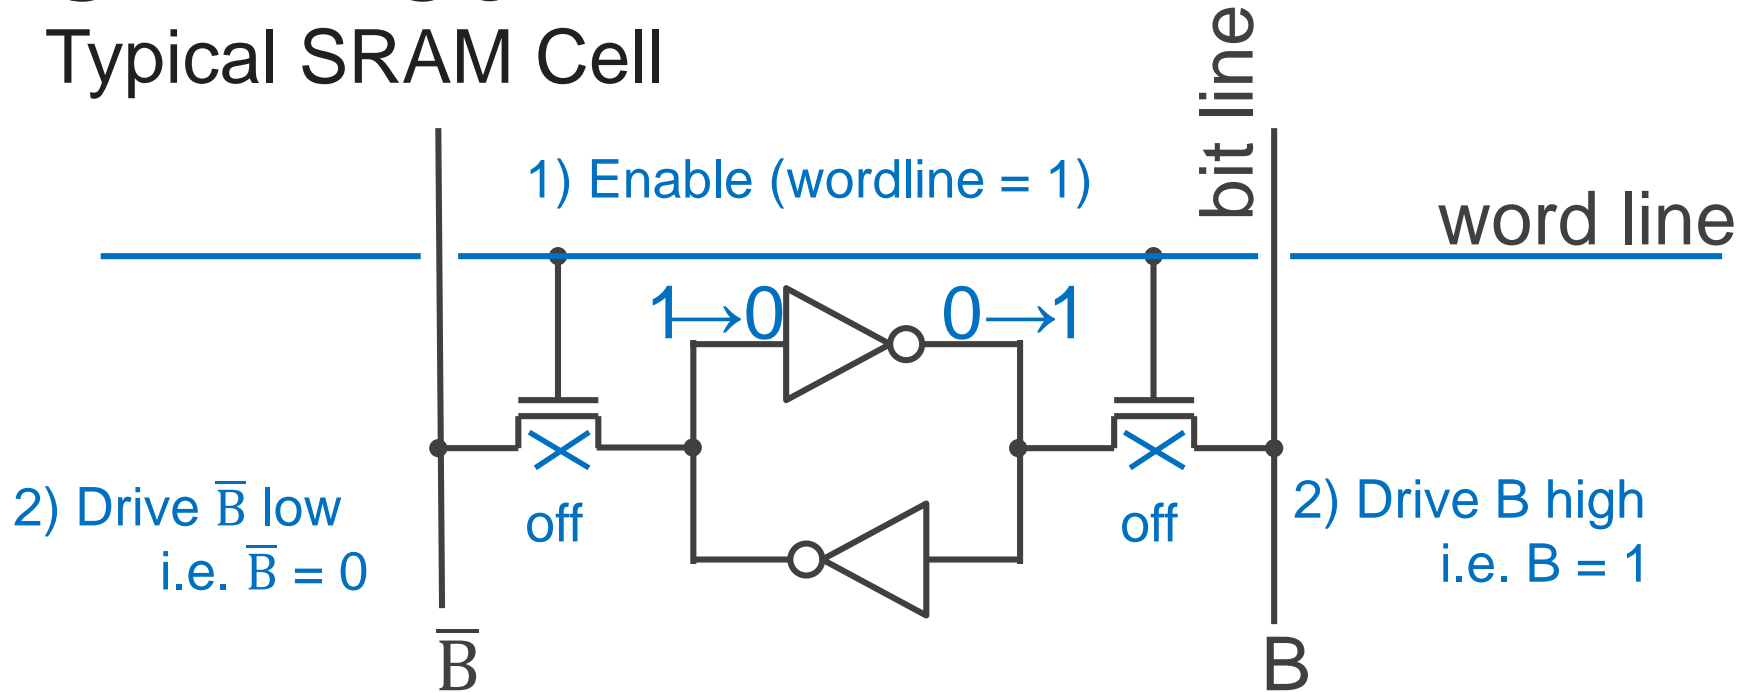 Typical SRAM Cell
bit line
1) Enable (wordline = 1)
word line
1→0
0→1
2) Drive B̅ low
i.e. B̅ = 0
off
off
2) Drive B high
i.e. B = 1
B̅
B